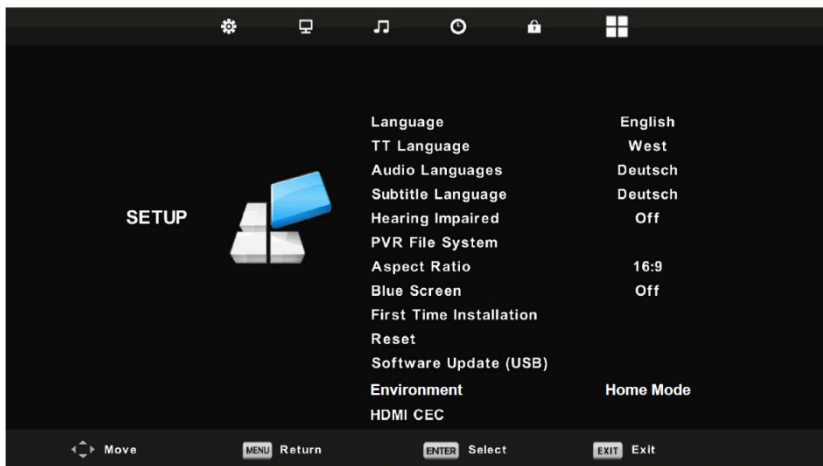 Language English
TT Language West
Audio Languages Deutsch
Subtitle Language Deutsch
SETUP
Hearing Impaired Off
PVR File System
Aspect Ratio 16:9
Blue Screen Off
First Time Installation
Reset
Software Update (USB)
Environment Home Mode
HDMI CEC
Move MENU Return ENTER Select EXIT Exit